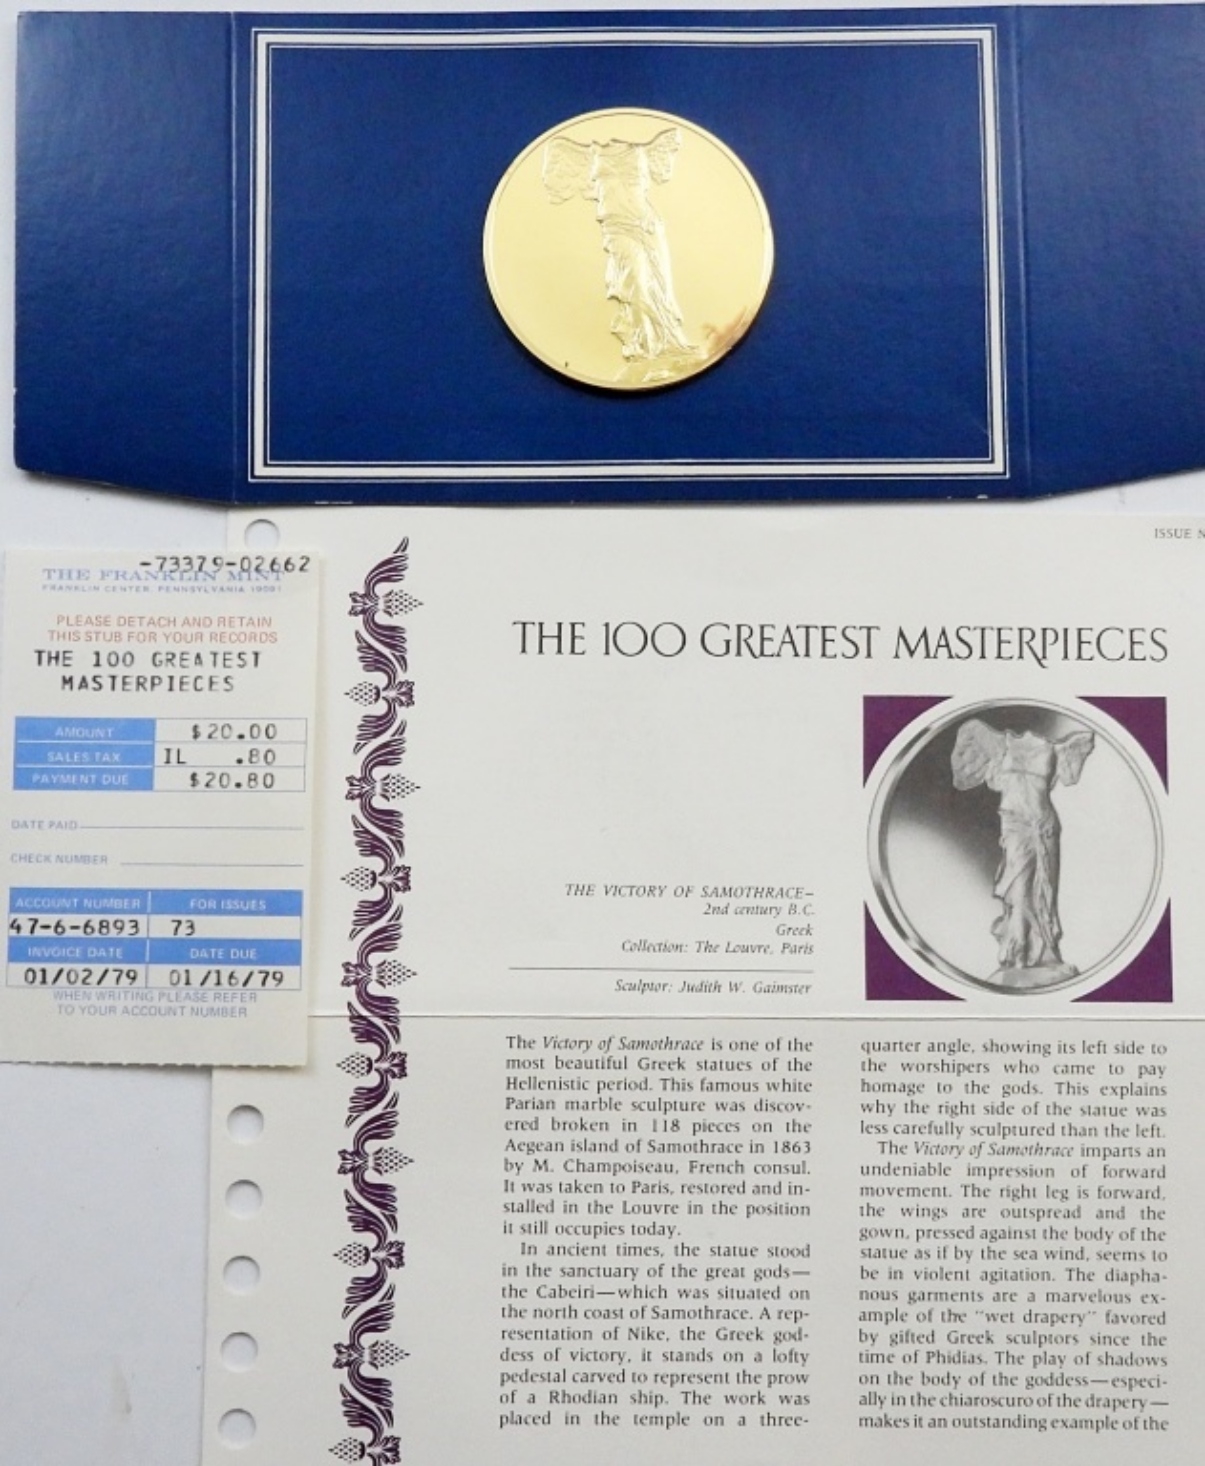 -73379-02662
THE FRANKLIN MINT
FRANKLIN CENTER, PENNSYLVANIA 19091
PLEASE DETACH AND RETAIN
THIS STUB FOR YOUR RECORDS
THE 100 GREATEST
MASTERPIECES
AMOUNT $20.00
SALES TAX IL .80
PAYMENT DUE $20.80
DATE PAID
CHECK NUMBER
ACCOUNT NUMBER FOR ISSUES
47-6-6893 73
INVOICE DATE DATE DUE
01/02/79 01/16/79
WHEN WRITING PLEASE REFER
TO YOUR ACCOUNT NUMBER
ISSUE
THE 100 GREATEST MASTERPIECES
THE VICTORY OF SAMOTHRACE–
2nd century B.C.
Greek
Collection: The Louvre, Paris
Sculptor: Judith W. Gaimster
The Victory of Samothrace is one of the
most beautiful Greek statues of the
Hellenistic period. This famous white
Parian marble sculpture was discov-
ered broken in 118 pieces on the
Aegean island of Samothrace in 1863
by M. Champoiseau, French consul.
It was taken to Paris, restored and in-
stalled in the Louvre in the position
it still occupies today.
In ancient times, the statue stood
in the sanctuary of the great gods—
the Cabeiri—which was situated on
the north coast of Samothrace. A rep-
resentation of Nike, the Greek god-
dess of victory, it stands on a lofty
pedestal carved to represent the prow
of a Rhodian ship. The work was
placed in the temple on a three-
quarter angle, showing its left side to
the worshipers who came to pay
homage to the gods. This explains
why the right side of the statue was
less carefully sculptured than the left.
The Victory of Samothrace imparts an
undeniable impression of forward
movement. The right leg is forward,
the wings are outspread and the
gown, pressed against the body of the
statue as if by the sea wind, seems to
be in violent agitation. The diapha-
nous garments are a marvelous ex-
ample of the "wet drapery" favored
by gifted Greek sculptors since the
time of Phidias. The play of shadows
on the body of the goddess—especi-
ally in the chiaroscuro of the drapery—
makes it an outstanding example of the